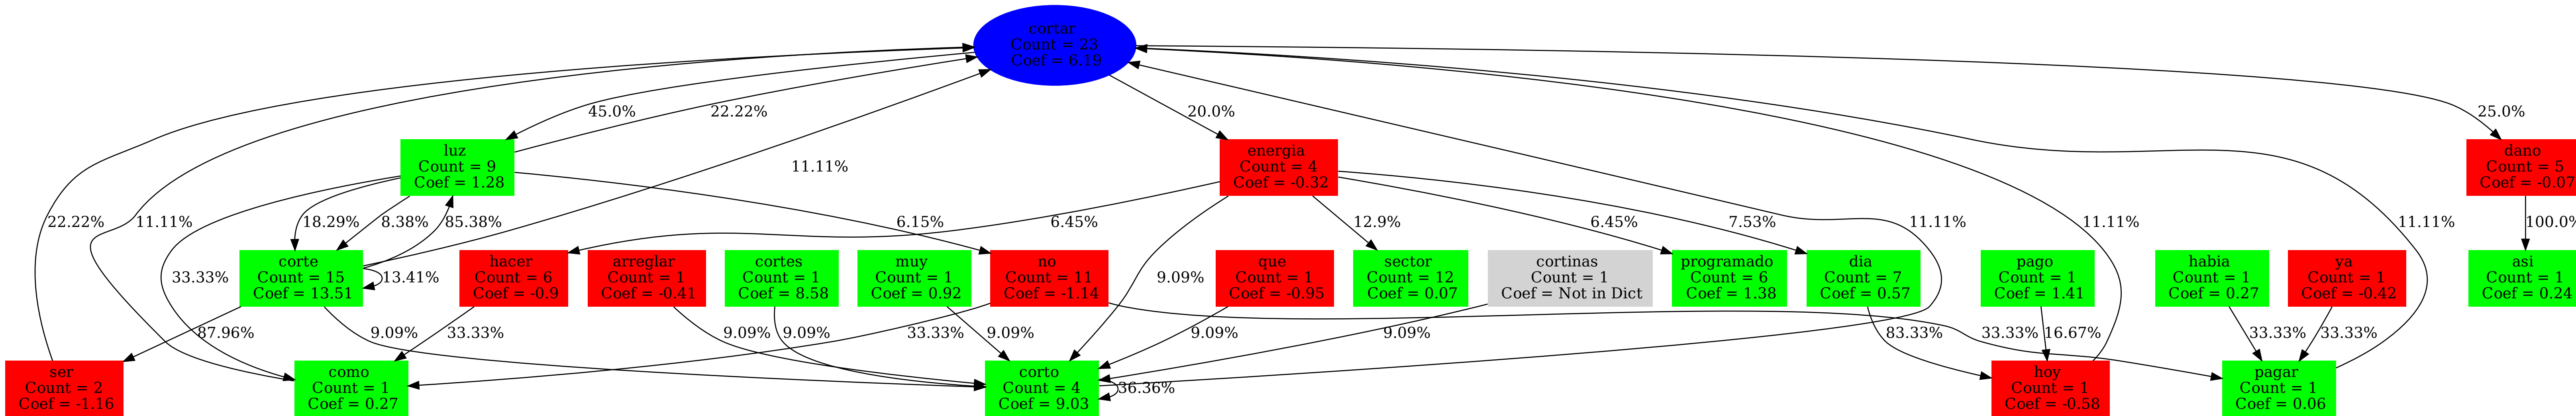 cortar
Count = 23
Coef = 6.19
45.0%
22.22%
20.0%
25.0%
11.11%
luz
Count = 9
Coef = 1.28
energia
Count = 4
Coef = -0.32
dano
Count = 5
Coef = -0.07
22.22%
11.11%
18.29%
8.38%
85.38%
6.15%
6.45%
12.9%
6.45%
7.53%
11.11%
11.11%
11.11%
100.0%
33.33%
13.41%
9.09%
corte
Count = 15
Coef = 13.51
hacer
Count = 6
Coef = -0.9
arreglar
Count = 1
Coef = -0.41
cortes
Count = 1
Coef = 8.58
muy
Count = 1
Coef = 0.92
no
Count = 11
Coef = -1.14
que
Count = 1
Coef = -0.95
sector
Count = 12
Coef = 0.07
cortinas
Count = 1
Coef = Not in Dict
programado
Count = 6
Coef = 1.38
dia
Count = 7
Coef = 0.57
pago
Count = 1
Coef = 1.41
habia
Count = 1
Coef = 0.27
ya
Count = 1
Coef = -0.42
asi
Count = 1
Coef = 0.24
87.96%
9.09%
33.33%
9.09%
9.09%
33.33%
9.09%
9.09%
9.09%
83.33%
33.33%
16.67%
33.33%
33.33%
ser
Count = 2
Coef = -1.16
como
Count = 1
Coef = 0.27
corto
Count = 4
Coef = 9.03
36.36%
hoy
Count = 1
Coef = -0.58
pagar
Count = 1
Coef = 0.06